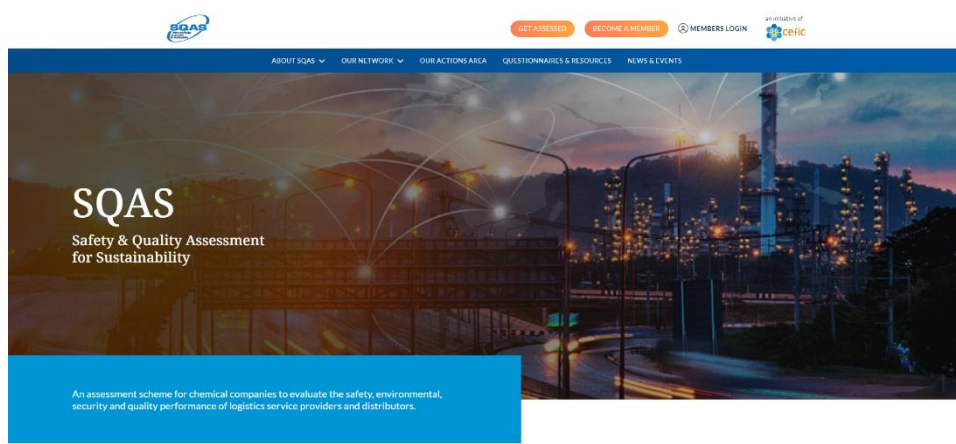 SQAS
GET ASSESSED
BECOME A MEMBER
MEMBERS LOGIN
an initiative of
cefic
ABOUT SQAS
OUR NETWORK
OUR ACTIONS AREA
QUESTIONNAIRES & RESOURCES
NEWS & EVENTS
SQAS
Safety & Quality Assessment
for Sustainability
An assessment scheme for chemical companies to evaluate the safety, environmental,
security and quality performance of logistics service providers and distributors.